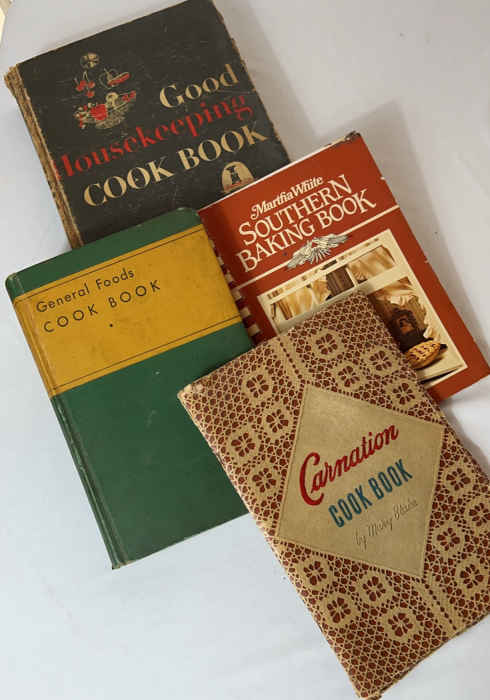 Good
Housekeeping
COOK BOOK
Martha White
SOUTHERN
BAKING BOOK
General Foods
COOK BOOK
Carnation
COOK BOOK
by Mary Blake